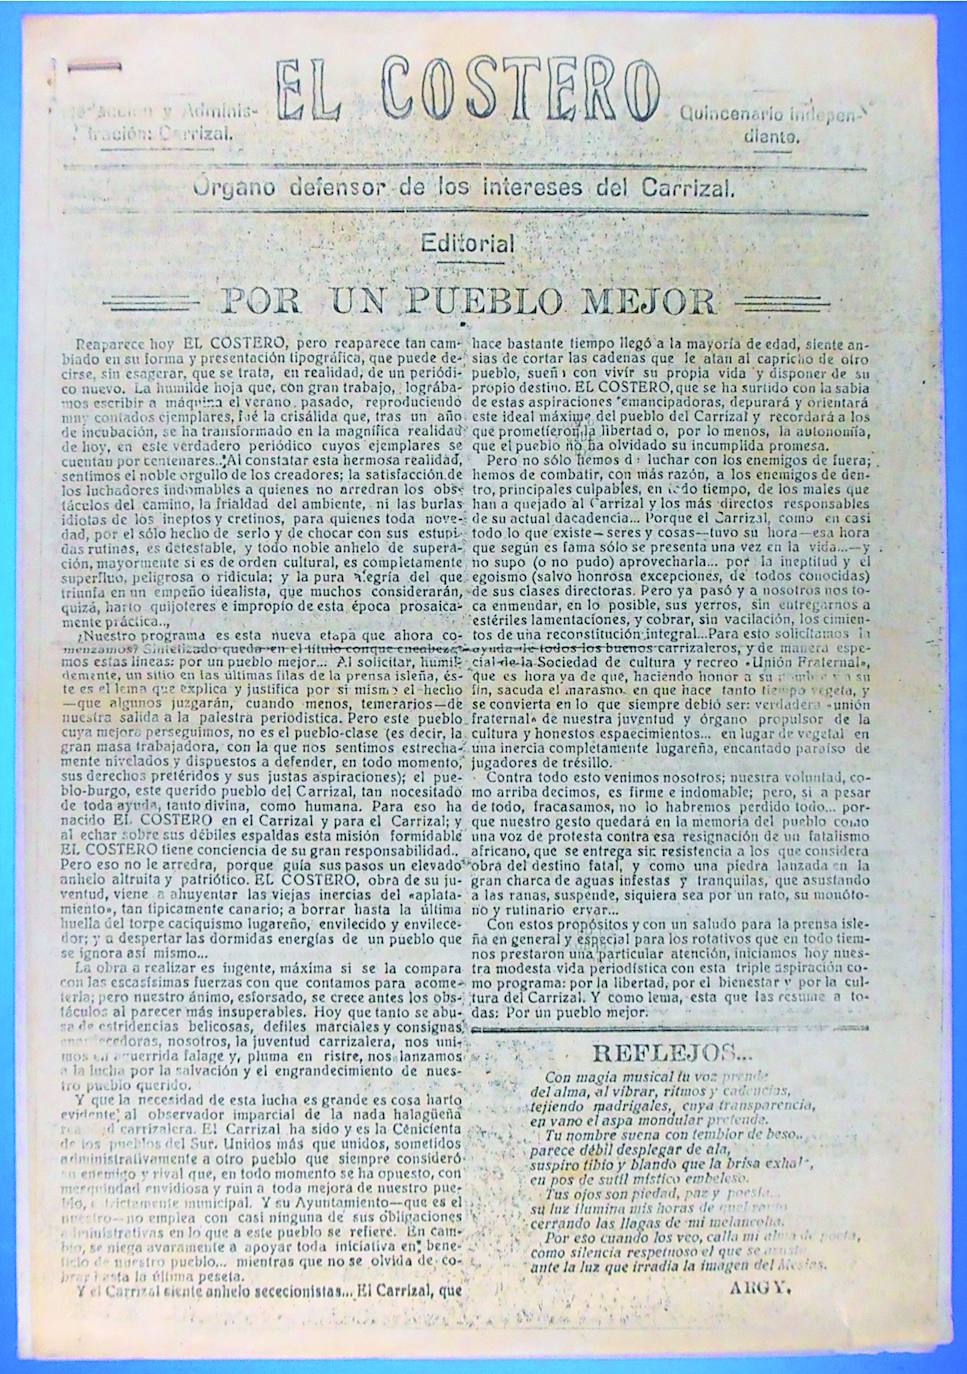 EL COSTERO
y Adminis-
tración: Carrizal.
Quincenario indepen-
diente.
Órgano defensor de los intereses del Carrizal.
Editorial
POR UN PUEBLO MEJOR
Reaparece hoy EL COSTERO, pero reaparece tan cam-
biado en su forma y presentación tipográfica, que puede de-
cirse, sin esagerar, que se trata, en realidad, de un periódi-
co nuevo. La humilde hoja que, con gran trabajo, lográba-
mos escribir a máquina el verano pasado, reproduciendo
muy contados ejemplares, fué la crisálida que, tras un año
de incubación, se ha transformado en la magnífica realidad
de hoy, en este verdadero periódico cuyos ejemplares se
cuentan por centenares. Al constatar esta hermosa realidad,
sentimos el noble orgullo de los creadores; la satisfacción de
los luchadores indomables a quienes no arredran los obs-
táculos del camino, la frialdad del ambiente, ni las burlas
idiotas de los ineptos y cretinos, para quienes toda nove-
dad, por el sólo hecho de serlo y de chocar con sus estupi-
das rutinas, es detestable, y todo noble anhelo de supera-
ción, mayormente si es de orden cultural, es completamente
superfluo, peligrosa o ridicula; y la pura alegría del que
triunfa en un empeño idealista, que muchos considerarán,
quizá, harto quijoteres e impropio de esta época prosaica-
mente práctica..,
¿Nuestro programa es esta nueva etapa que ahora co-
menzamos? Sintetizado queda en el título conque encabeza-
mos estas líneas: por un pueblo mejor... Al solicitar, humil-
demente, un sitio en las últimas filas de la prensa isleña, és-
te es el lema que explica y justifica por si mismo el hecho
—que algunos juzgarán, cuando menos, temerarios—de
nuestra salida a la palestra periodística. Pero este pueblo
cuya mejora perseguimos, no es el pueblo-clase (es decir, la
gran masa trabajadora, con la que nos sentimos estrecha-
mente nivelados y dispuestos a defender, en todo momento,
sus derechos pretéridos y sus justas aspiraciones); el pue-
blo-burgo, este querido pueblo del Carrizal, tan necesitado
de toda ayuda, tanto divina, como humana. Para eso ha
nacido EL COSTERO en el Carrizal y para el Carrizal; y
al echar sobre sus débiles espaldas esta misión formidable
EL COSTERO tiene conciencia de su gran responsabilidad..
Pero eso no le arredra, porque guía sus pasos un elevado
anhelo altruita y patriótico. EL COSTERO, obra de su ju-
ventud, viene a ahuyentar las viejas inercias del «aplata-
miento», tan tipicamente canario; a borrar hasta la última
huella del torpe caciquismo lugareño, envilecido y envilece-
dor; y a despertar las dormidas energías de un pueblo que
se ignora así mismo...
La obra a realizar es ingente, máxima si se la compara
con las escasísimas fuerzas con que contamos para acome-
terla; pero nuestro ánimo, esforsado, se crece antes los obs-
táculos al parecer más insuperables. Hoy que tanto se abu-
sa de estridencias belicosas, defiles marciales y consignas
nosotros, la juventud carrizalera, nos uni-
mos en falage y, pluma en ristre, nos lanzamos
a la lucha por la salvación y el engrandecimiento de nues-
tro pueblo querido.
Y que la necesidad de esta lucha es grande es cosa harto
evidente al observador imparcial de la nada halagüeña
carrizalera. El Carrizal ha sido y es la Cénicienta
de los pueblos del Sur. Unidos más que unidos, sometidos
administrativamente a otro pueblo que siempre consideró
su enemigo y rival que, en todo momento se ha opuesto, con
mezquindad envidiosa y ruin a toda mejora de nuestro pue-
blo, municipal. Y su Ayuntamiento—que es el
nuestro—no emplea con casi ninguna de sus obligaciones
administrativas en lo que a este pueblo se refiere. En cam-
bio, se niega avaramente a apoyar toda iniciativa en bene-
ficio de nuestro pueblo... mientras que no se olvida de co-
brar hasta la última peseta.
Y el Carrizal siente anhelo sececionistas... El Carrizal, que
hace bastante tiempo llegó a la mayoría de edad, siente an-
sias de cortar las cadenas que le atan al capricho de otro
pueblo, sueña con vivir su propia vida y disponer de su
propio destino. EL COSTERO, que se ha surtido con la sabia
de estas aspiraciones emancipadoras, depurará y orientará
este ideal máxime del pueblo del Carrizal y recordará a los
que prometieron la libertad o, por lo menos, la autonomía,
que el pueblo no ha olvidado su incumplida promesa.
Pero no sólo hemos de luchar con los enemigos de fuera;
hemos de combatir, con más razón, a los enemigos de den-
tro, principales culpables, en todo tiempo, de los males que
han a quejado al Carrizal y los más directos responsables
de su actual dacadencia... Porque el Carrizal, como en casi
todo lo que existe—seres y cosas—tuvo su hora—esa hora
que según es fama sólo se presenta una vez en la vida...—y
no supo (o no pudo) aprovecharla... por la ineptitud y el
egoismo (salvo honrosa excepciones, de todos conocidas)
de sus clases directoras. Pero ya pasó y a nosotros nos to-
ca enmendar, en lo posible, sus yerros, sin entregarnos a
estériles lamentaciones, y cobrar, sin vacilación, los cimien-
tos de una reconstitución integral...Para esto solicitamos la
ayuda de todos los buenos carrizaleros, y de manera espe-
cial de la Sociedad de cultura y recreo «Unión Fraternal»,
que es hora ya de que, haciendo honor a su nombre y a su
fin, sacuda el marasmo en que hace tanto tiempo vegeta, y
se convierta en lo que siempre debió ser: verdadera «unión
fraternal» de nuestra juventud y órgano propulsor de la
cultura y honestos espaecimientos... en lugar de vegetal en
una inercia complétamente lugareña, encantado paraíso de
jugadores de trésillo.
Contra todo esto venimos nosotros; nuestra voluntad, co-
mo arriba decimos, es firme e indomable; pero, si a pesar
de todo, fracasamos, no lo habremos perdido todo... por-
que nuestro gesto quedará en la memoria del pueblo como
una voz de protesta contra esa resignación de un fatalismo
africano, que se entrega sir resistencia a los que considera
obra del destino fatal, y como una piedra lanzada en la
gran charca de aguas infestas y tranquilas, que asustando
a las ranas, suspende, siquiera sea por un rato, su monóto-
no y rutinario ervar...
Con estos propósitos y con un saludo para la prensa isle-
ña en general y especial para los rotativos que en todo tiem-
nos prestaron una particular atención, iniciamos hoy nues-
tra modesta vida periodística con esta triple aspiración co-
mo programa: por la libertad, por el bienestar y por la cul-
tura del Carrizal. Y como lema, esta que las resume a to-
das: Por un pueblo mejor.
REFLEJOS...
Con magia musical tu voz prende
del alma, al vibrar, ritmos y cadencias,
tejiendo madrigales, cuya transparencia,
en vano el aspa mondular pretende.
Tu nombre suena con temblor de beso..
parece débil desplegar de ala,
suspiro tibio y blando que la brisa exhala,
en pos de sutil místico embeleso.
Tus ojos son piedad, paz y poesía...
su luz ilumina mis horas de
cerrando las llagas de mi melancolía.
Por eso cuando los veo, calla mi alma de poeta,
como silencia respetuoso el que se
ante la luz que irradia la imagen del Mesías.
ARGY.